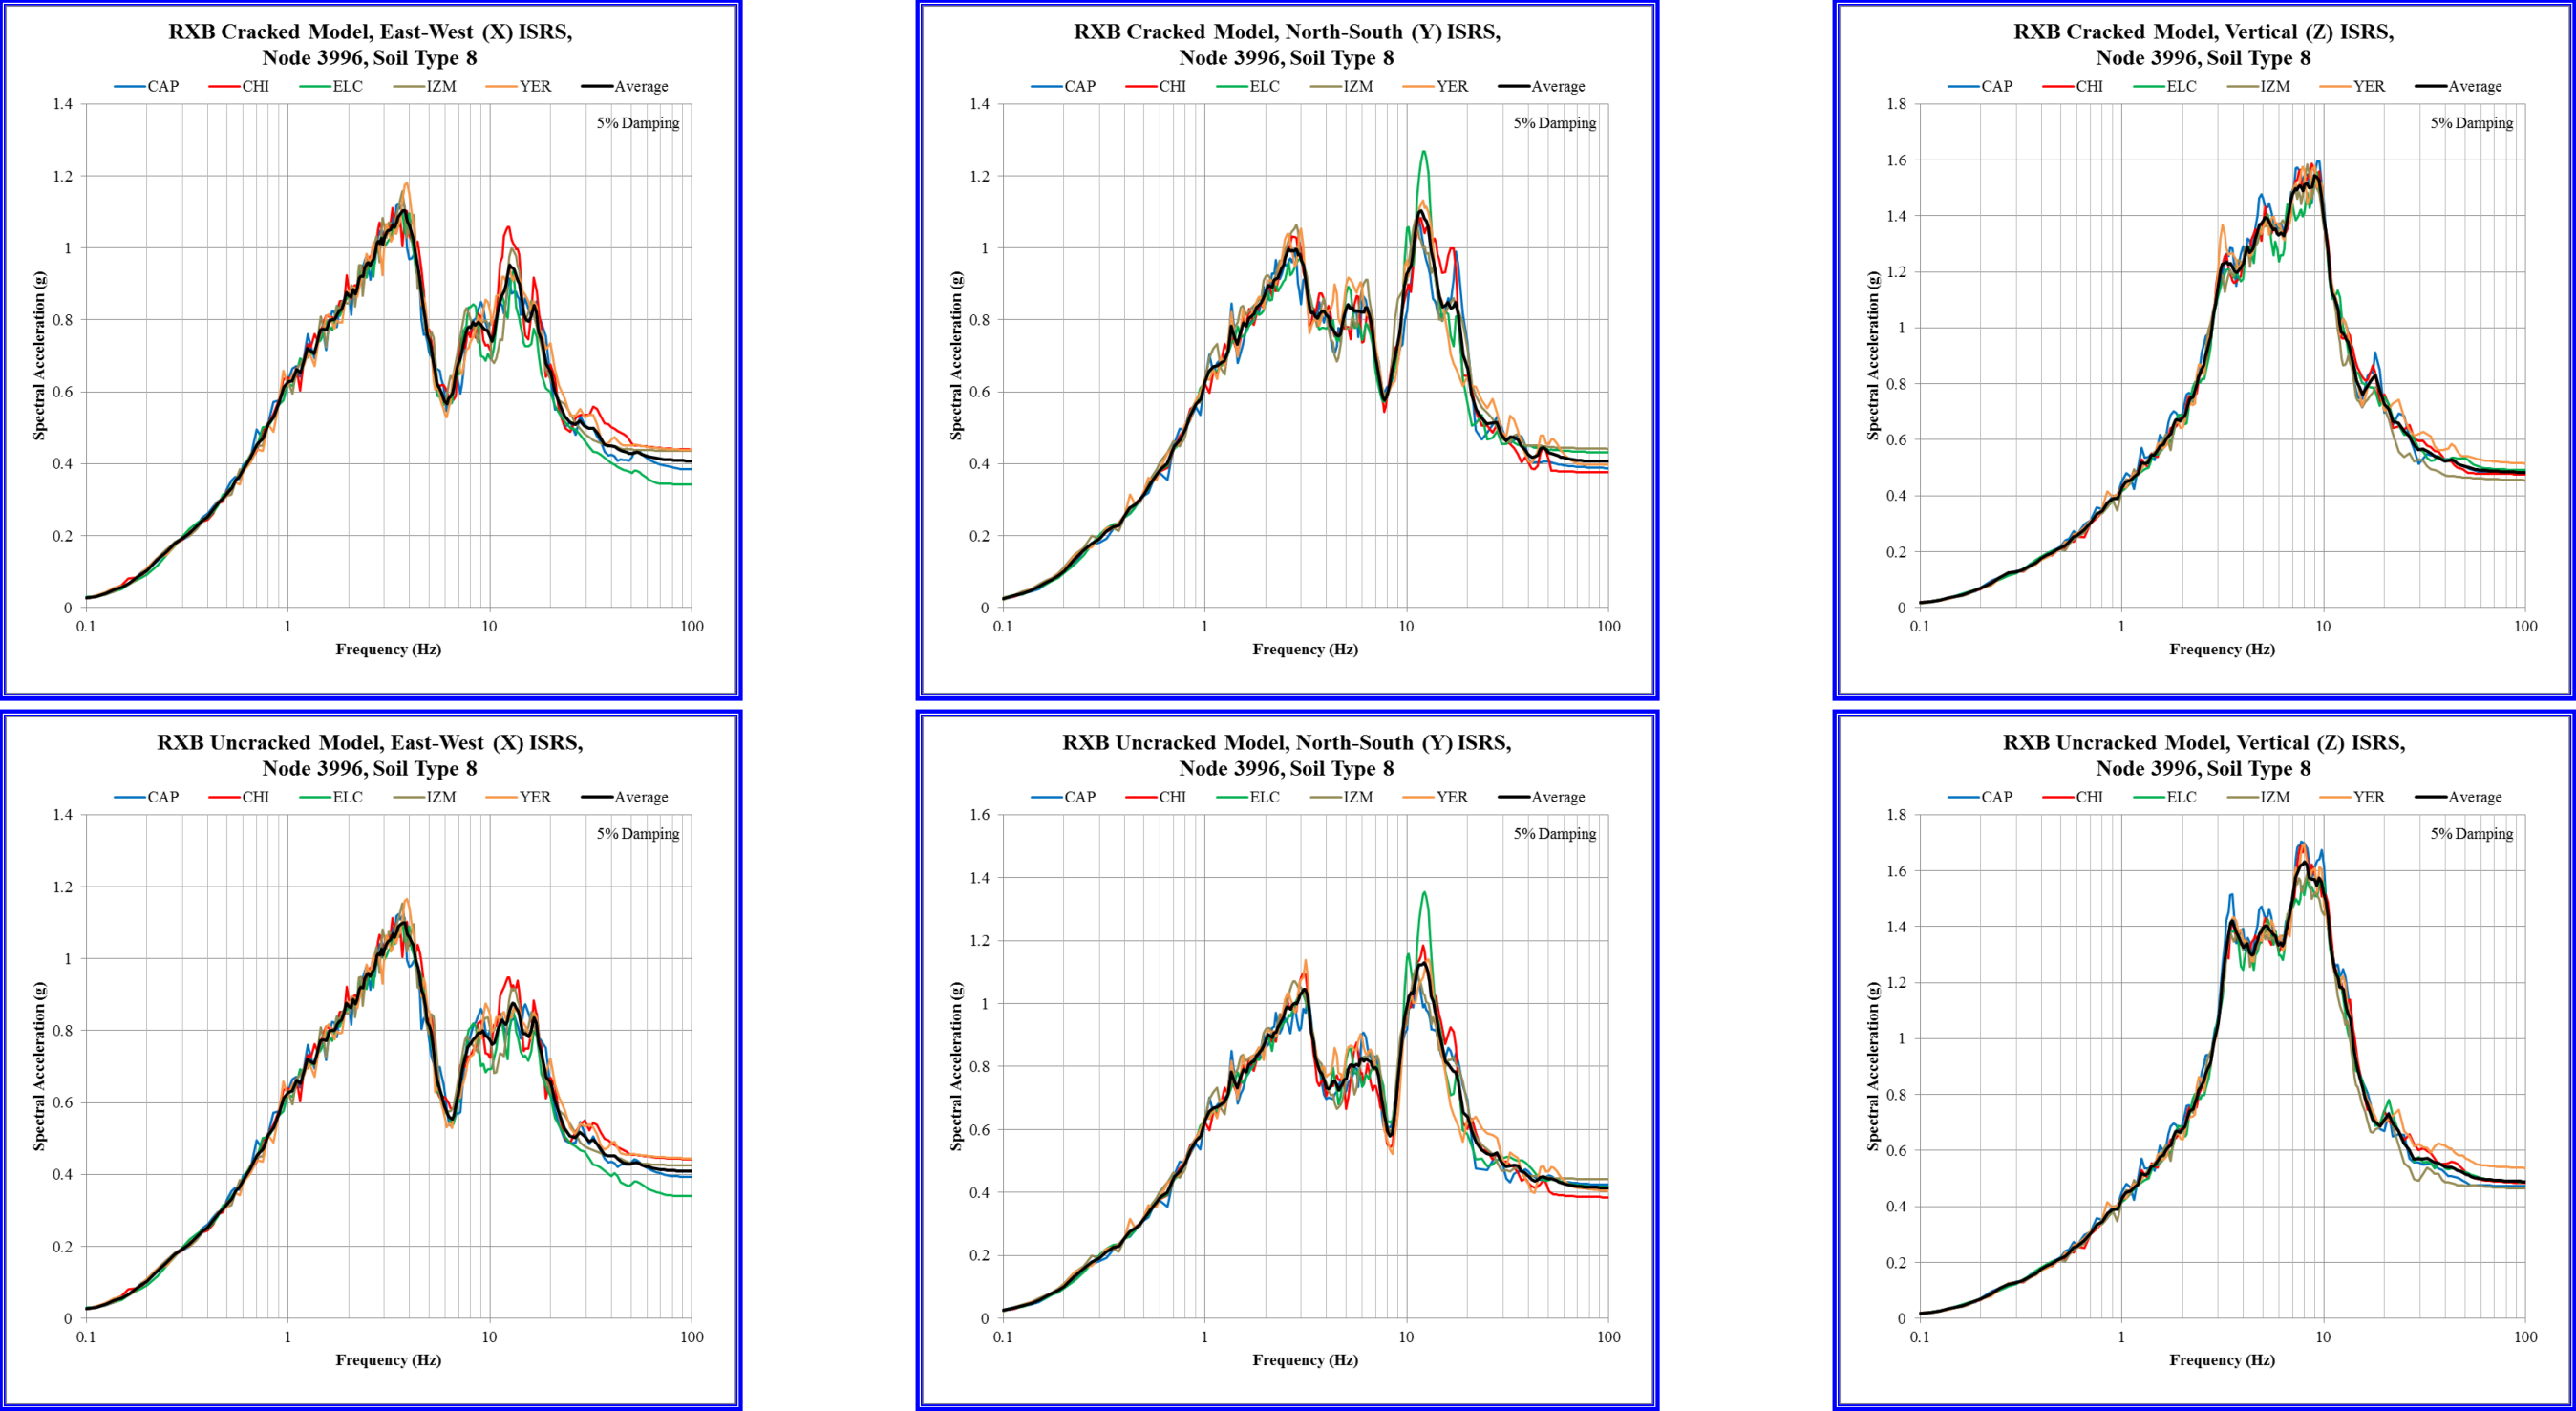 RXB Cracked Model, East-West (X) ISRS,
Node 3996, Soil Type 8
CAP CHI ELC IZM YER Average
5% Damping
1.4
1.2
1
0.8
0.6
0.4
0.2
0
Spectral Acceleration (g)
0.1 1 10 100
Frequency (Hz)
RXB Cracked Model, North-South (Y) ISRS,
Node 3996, Soil Type 8
CAP CHI ELC IZM YER Average
5% Damping
1.4
1.2
1
0.8
0.6
0.4
0.2
0
Spectral Acceleration (g)
0.1 1 10 100
Frequency (Hz)
RXB Cracked Model, Vertical (Z) ISRS,
Node 3996, Soil Type 8
CAP CHI ELC IZM YER Average
5% Damping
1.8
1.6
1.4
1.2
1
0.8
0.6
0.4
0.2
0
Spectral Acceleration (g)
0.1 1 10 100
Frequency (Hz)
RXB Uncracked Model, East-West (X) ISRS,
Node 3996, Soil Type 8
CAP CHI ELC IZM YER Average
5% Damping
1.4
1.2
1
0.8
0.6
0.4
0.2
0
Spectral Acceleration (g)
0.1 1 10 100
Frequency (Hz)
RXB Uncracked Model, North-South (Y) ISRS,
Node 3996, Soil Type 8
CAP CHI ELC IZM YER Average
5% Damping
1.6
1.4
1.2
1
0.8
0.6
0.4
0.2
0
Spectral Acceleration (g)
0.1 1 10 100
Frequency (Hz)
RXB Uncracked Model, Vertical (Z) ISRS,
Node 3996, Soil Type 8
CAP CHI ELC IZM YER Average
5% Damping
1.8
1.6
1.4
1.2
1
0.8
0.6
0.4
0.2
0
Spectral Acceleration (g)
0.1 1 10 100
Frequency (Hz)